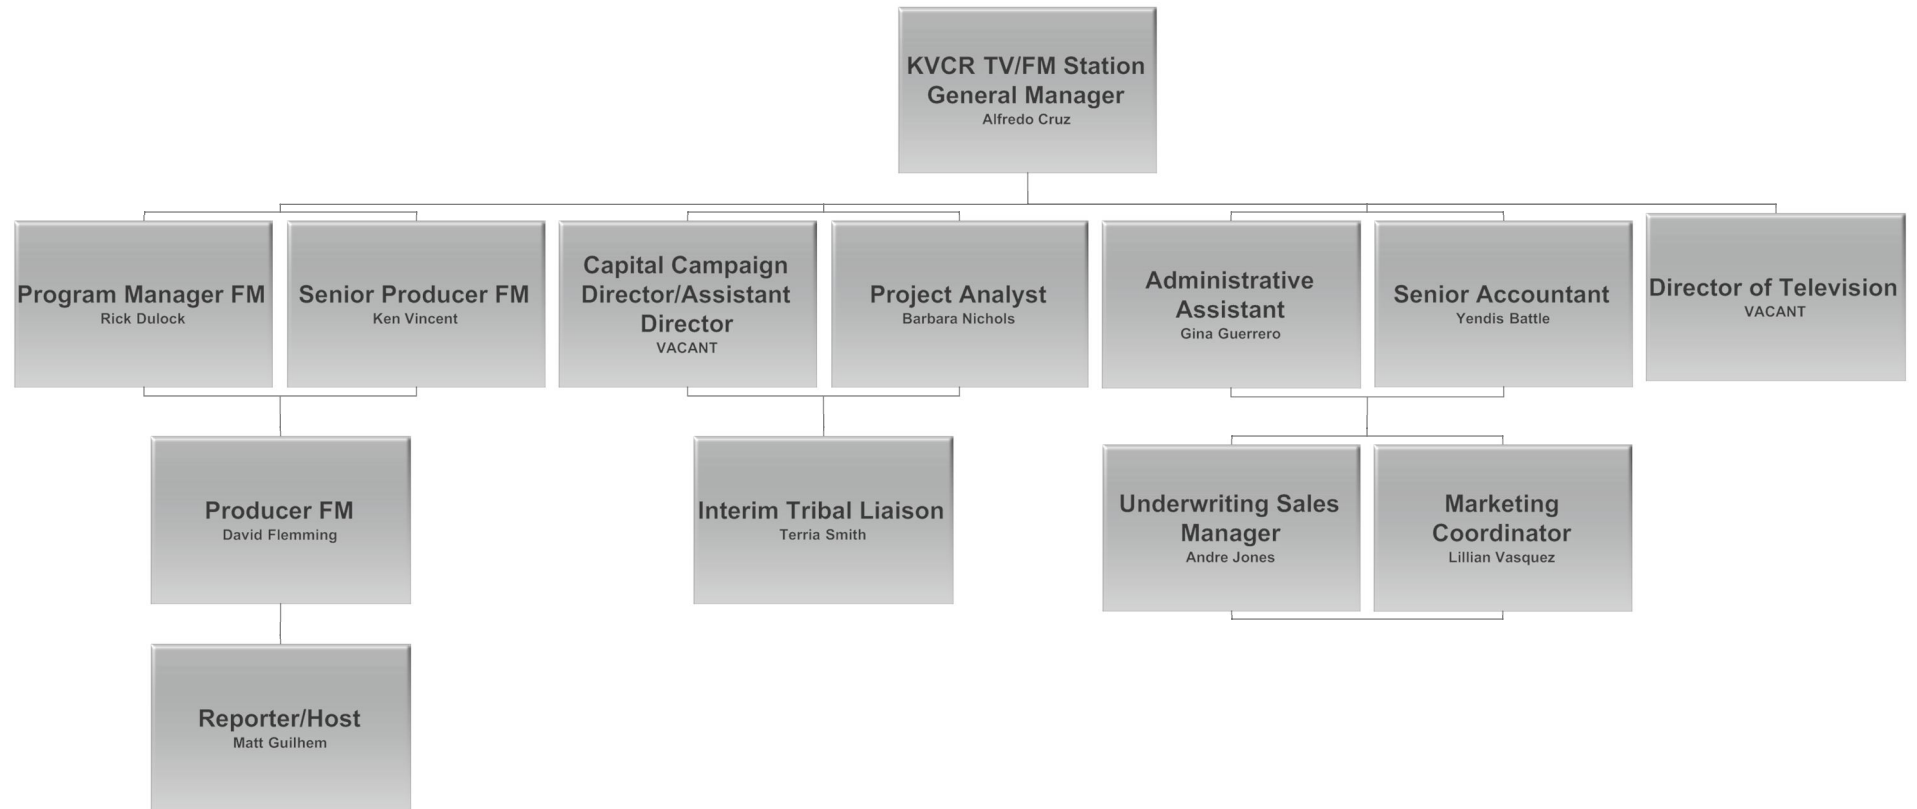 KVCR TV/FM Station
General Manager
Alfredo Cruz
Program Manager FM
Rick Dulock
Senior Producer FM
Ken Vincent
Capital Campaign
Director/Assistant
Director
VACANT
Project Analyst
Barbara Nichols
Administrative
Assistant
Gina Guerrero
Senior Accountant
Yendis Battle
Director of Television
VACANT
Producer FM
David Flemming
Interim Tribal Liaison
Terria Smith
Underwriting Sales
Manager
Andre Jones
Marketing
Coordinator
Lillian Vasquez
Reporter/Host
Matt Guilhem